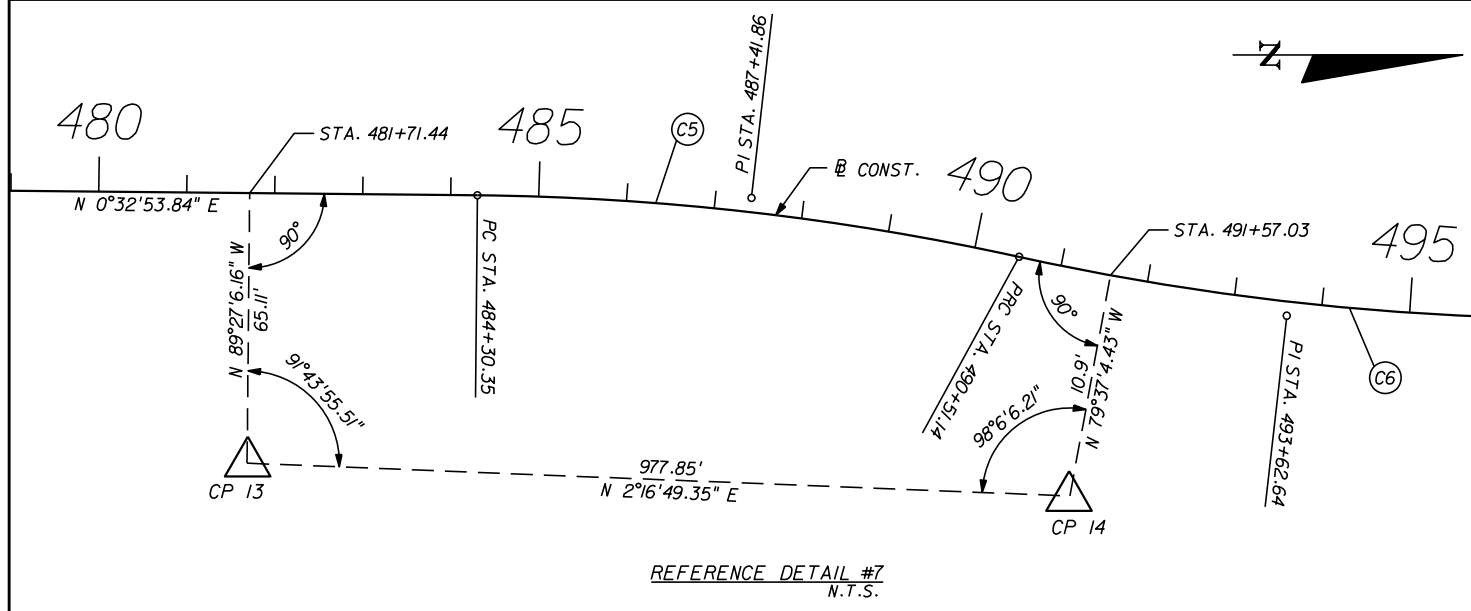 PI STA. 487+41.86
N
480
STA. 481+71.44
485
C5
BL CONST.
490
STA. 491+57.03
495
N 0°32'53.84" E
90°
N 89°27'6.16" W
65.11'
PC STA. 484+30.35
PRC STA. 490+51.14
90°
10.9'
N 79°37'4.43" W
PI STA. 493+62.64
C6
91°43'55.51"
98°6'6.21"
977.85'
N 2°16'49.35" E
CP 13
CP 14
REFERENCE DETAIL #7
N.T.S.